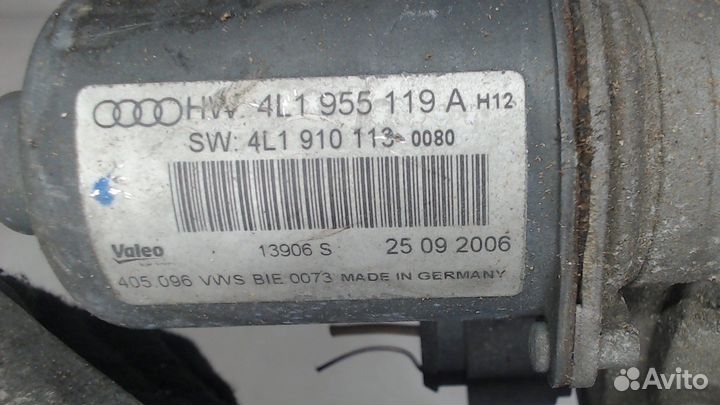 HW: 4L1 955 119 A H12
SW: 4L1 910 113 0080
Valeo 13906 S 25 09 2006
405.096 VWS BIE 0073 MADE IN GERMANY
Avito